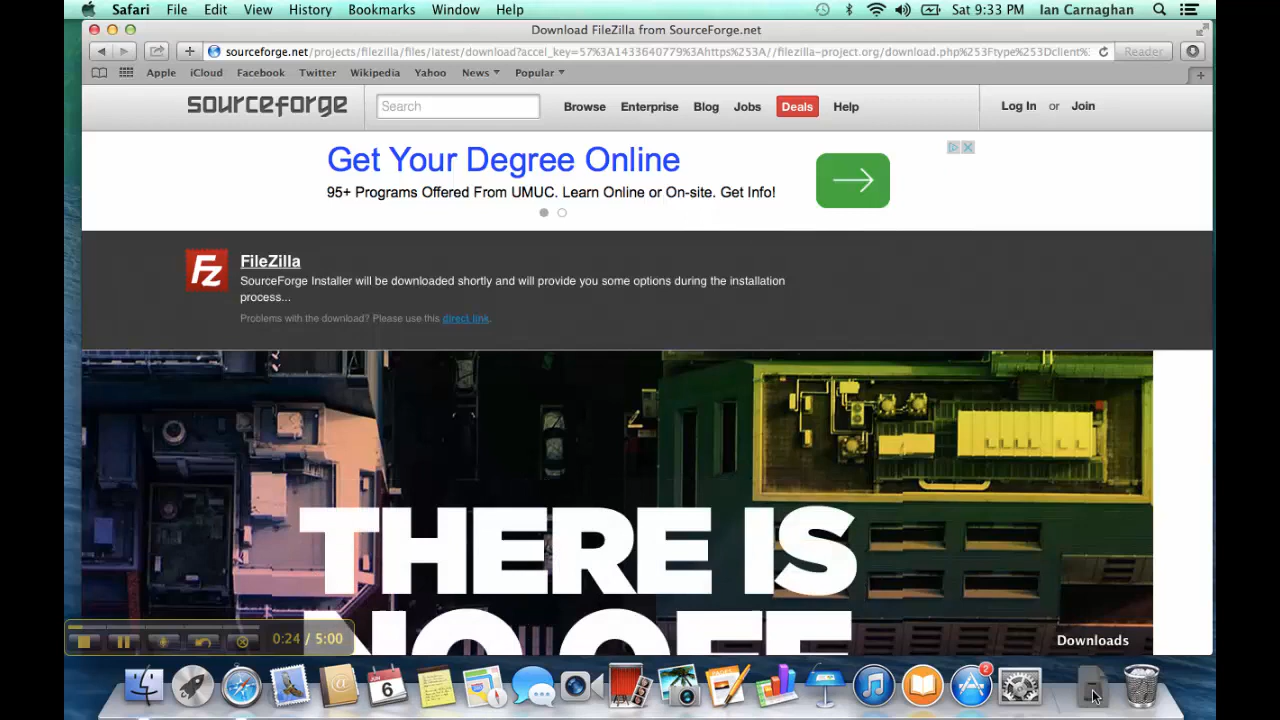 Safari File Edit View History Bookmarks Window Help Sat 9:33 PM Ian Carnaghan
Download FileZilla from SourceForge.net
sourceforge.net/projects/filezilla/files/latest/download?accel_key=57%3A1433640779%3Ahttps%253A//filezilla-project.org/download.php%253Ftype%253Dclient% Reader
Apple iCloud Facebook Twitter Wikipedia Yahoo News Popular
sourceforge Search Browse Enterprise Blog Jobs Deals Help Log In or Join
Get Your Degree Online
95+ Programs Offered From UMUC. Learn Online or On-site. Get Info!
Fz FileZilla
SourceForge Installer will be downloaded shortly and will provide you some options during the installation
process...
Problems with the download? Please use this direct link.
THERE IS
NO OFF
0:24 / 5:00
Downloads
6
2